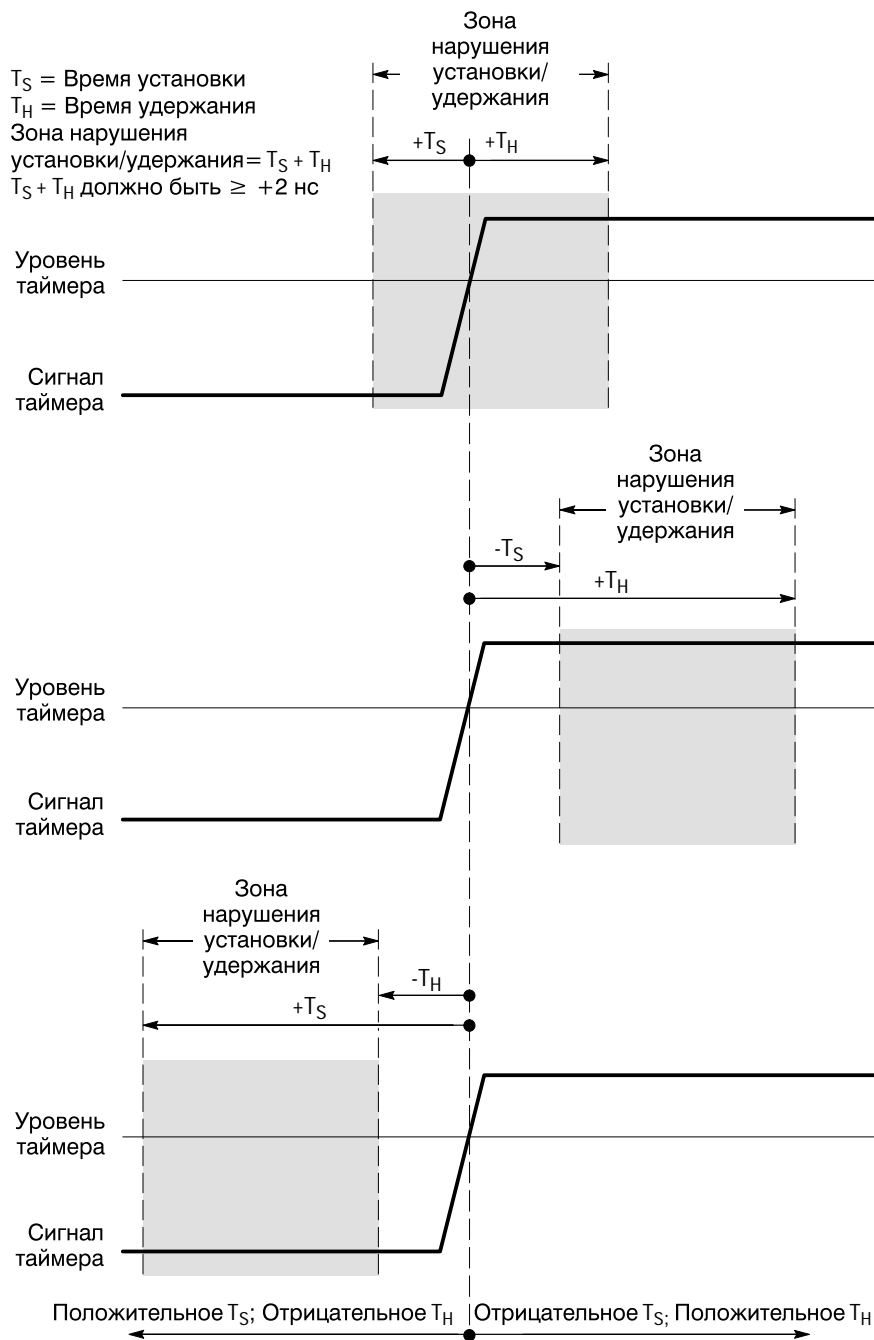 Зона
нарушения
установки/
удержания
T_S = Время установки
T_H = Время удержания
Зона нарушения
установки/удержания = T_S + T_H
T_S + T_H должно быть ≥ +2 нс
+T_S +T_H
Уровень
таймера
Сигнал
таймера
Зона
нарушения
установки/
удержания
-T_S
+T_H
Уровень
таймера
Сигнал
таймера
Зона
нарушения
установки/
удержания
-T_H
+T_S
Уровень
таймера
Сигнал
таймера
Положительное T_S; Отрицательное T_H Отрицательное T_S; Положительное T_H